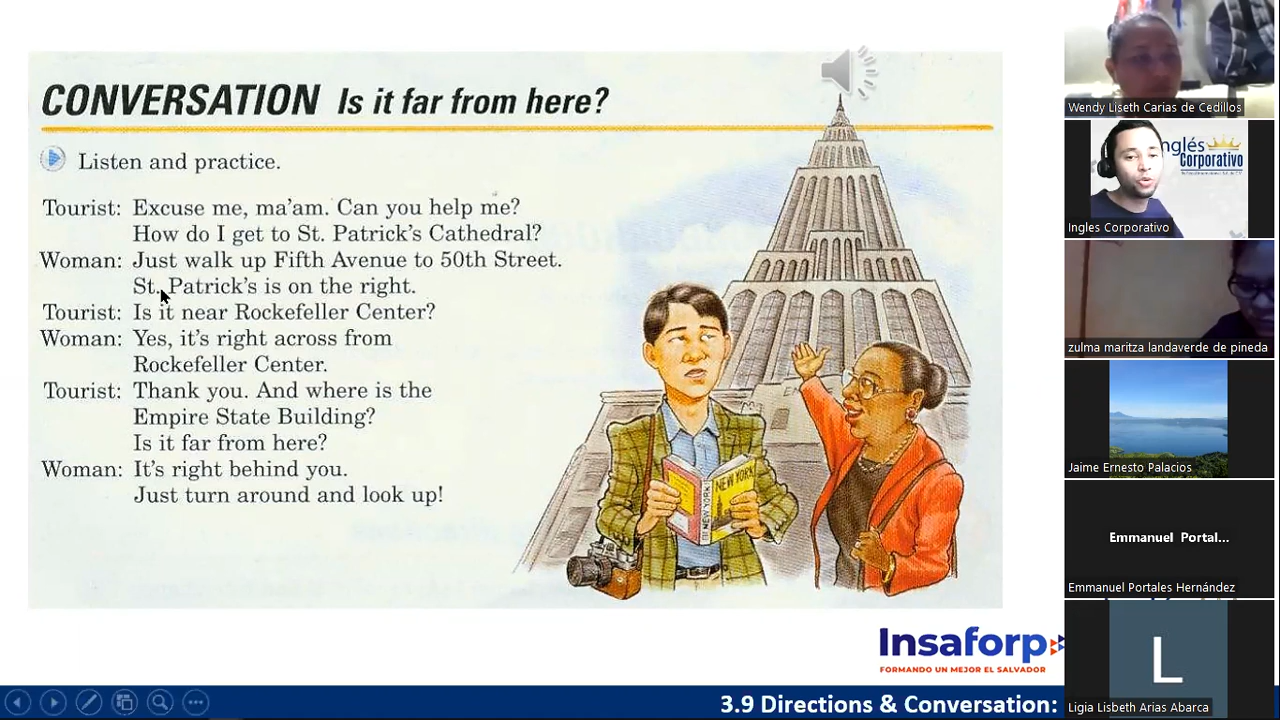 CONVERSATION Is it far from here?
Listen and practice.
Tourist: Excuse me, ma'am. Can you help me?
How do I get to St. Patrick's Cathedral?
Woman: Just walk up Fifth Avenue to 50th Street.
St. Patrick's is on the right.
Tourist: Is it near Rockefeller Center?
Woman: Yes, it's right across from
Rockefeller Center.
Tourist: Thank you. And where is the
Empire State Building?
Is it far from here?
Woman: It's right behind you.
Just turn around and look up!
NEW YORK
NEW YORK
Insaforp
FORMANDO UN MEJOR EL SALVADOR
3.9 Directions & Conversation:
Wendy Liseth Carias de Cedillos
Inglés
Corporativo
Ingles Corporativo
zulma maritza landaverde de pineda
Jaime Ernesto Palacios
Emmanuel Portal...
Emmanuel Portales Hernández
L
Ligia Lisbeth Arias Abarca